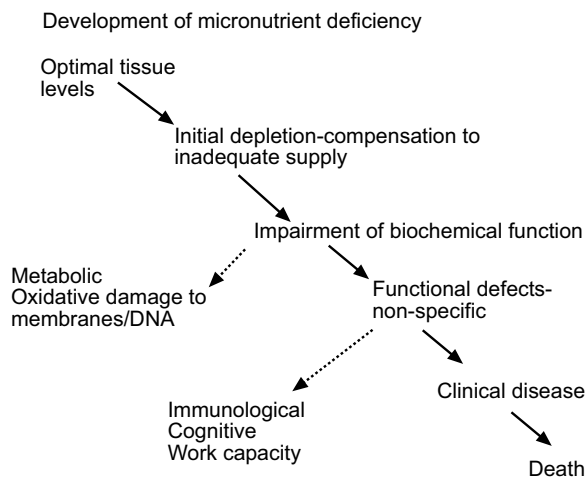 Development of micronutrient deficiency
Optimal tissue
levels
Initial depletion-compensation to
inadequate supply
Impairment of biochemical function
Metabolic
Oxidative damage to
membranes/DNA
Functional defects-
non-specific
Immunological
Cognitive
Work capacity
Clinical disease
Death